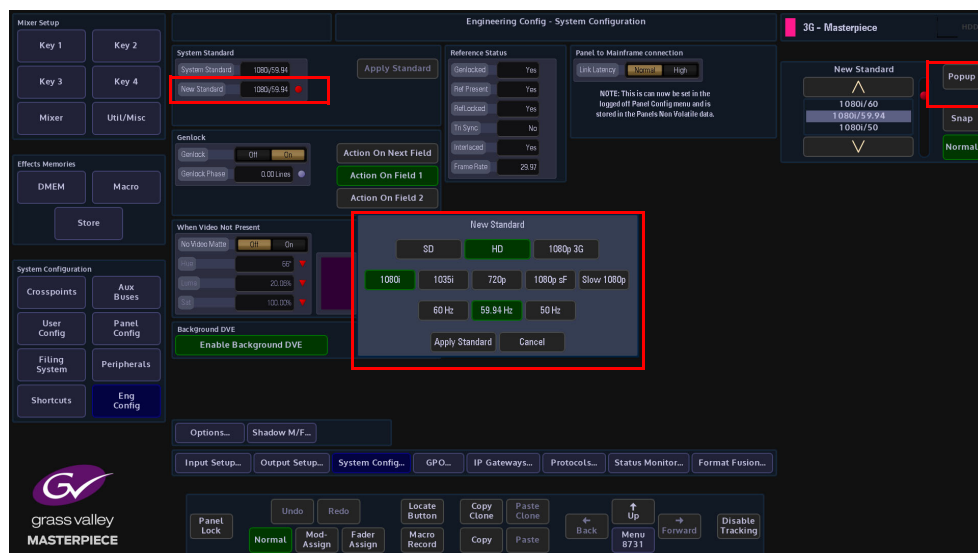 Mixer Setup
Engineering Config - System Configuration
3G - Masterpiece
HDD
Key 1
Key 2
Key 3
Key 4
Mixer
Util/Misc
System Standard
System Standard
1080i/59.94
Apply Standard
New Standard
1080i/59.94
Reference Status
Genlocked
Yes
Ref Present
Yes
RefLocked
Yes
Tri Sync
No
Interlaced
Yes
Frame Rate
29.97
Panel to Mainframe connection
Link Latency
Normal
High
NOTE: This is can now be set in the
logged off Panel Config menu and is
stored in the Panels Non Volatile data.
New Standard
1080i/60
1080i/59.94
1080i/50
Popup
Snap
Normal
Genlock
Genlock
Off
On
Genlock Phase
0.00 Lines
Action On Next Field
Action On Field 1
Action On Field 2
Effects Memories
DMEM
Macro
Store
When Video Not Present
No Video Matte
Off
On
Hue
66°
Luma
20.05%
Sat
100.00%
New Standard
SD
HD
1080p 3G
1080i
1035i
720p
1080p sF
Slow 1080p
60 Hz
59.94 Hz
50 Hz
Apply Standard
Cancel
System Configuration
Crosspoints
Aux
Buses
User
Config
Panel
Config
Filing
System
Peripherals
Shortcuts
Eng
Config
Background DVE
Enable Background DVE
Options...
Shadow M/F...
Input Setup...
Output Setup...
System Config...
GPO...
IP Gateways...
Protocols...
Status Monitor...
Format Fusion...
GV
grass valley
MASTERPIECE
Panel
Lock
Undo
Redo
Normal
Mod-
Assign
Fader
Assign
Locate
Button
Macro
Record
Copy
Clone
Paste
Clone
Copy
Paste
Back
Up
Menu
8731
Forward
Disable
Tracking